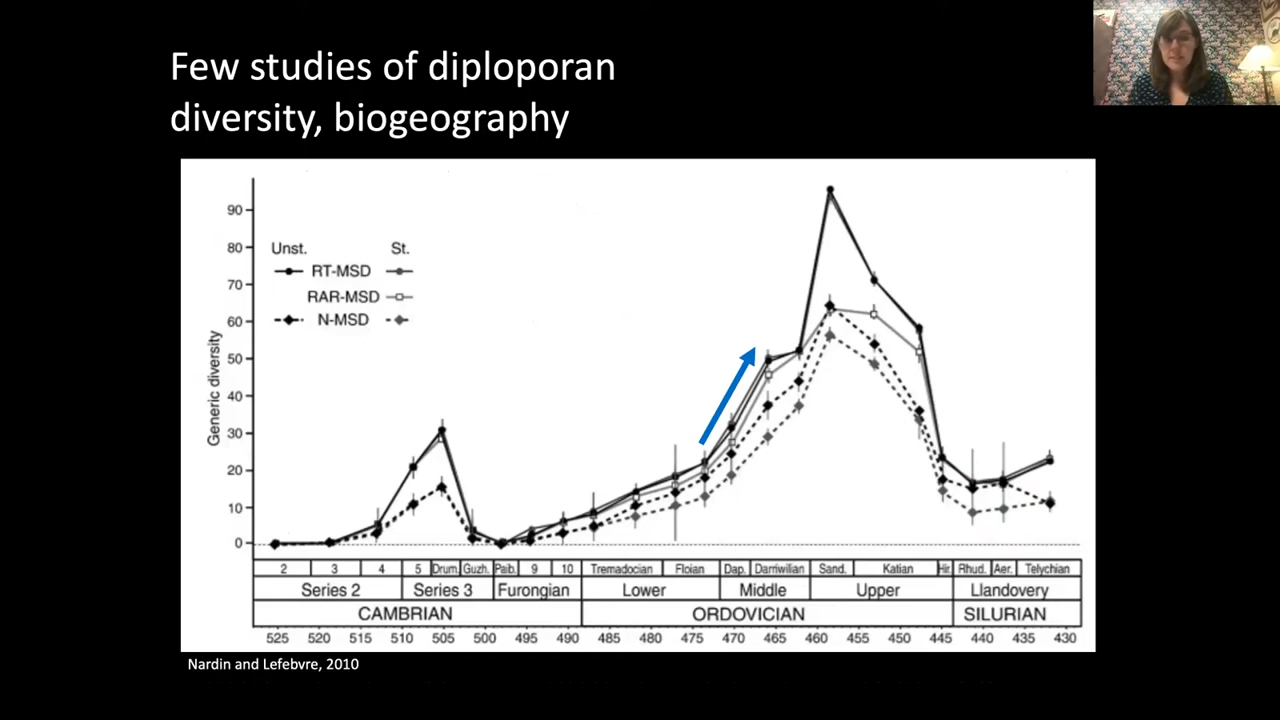 Few studies of diploporan
diversity, biogeography
Generic diversity
90
80
70
60
50
40
30
20
10
0
Unst. St.
RT-MSD
RAR-MSD
N-MSD
2 3 4 5 Drum. Guzh. Paib. 9 10 Tremadocian Floian Dap. Darriwilian Sand. Katian Hir. Rhud. Aer. Telychian
Series 2 Series 3 Furongian Lower Middle Upper Llandovery
CAMBRIAN ORDOVICIAN SILURIAN
525 520 515 510 505 500 495 490 485 480 475 470 465 460 455 450 445 440 435 430
Nardin and Lefebvre, 2010